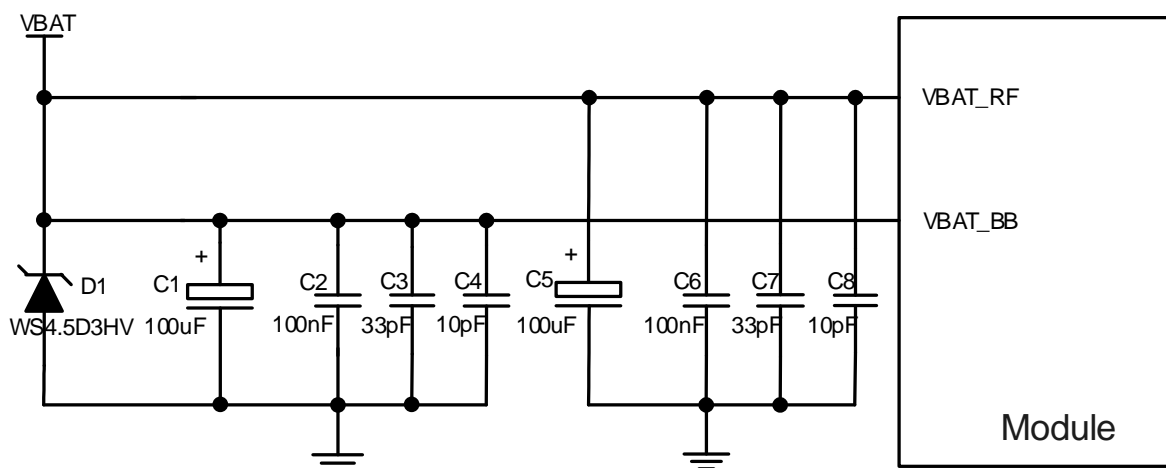 VBAT
VBAT_RF
VBAT_BB
+ +
D1 C1 C2 C3 C4 C5 C6 C7 C8
WS4.5D3HV 100uF 100nF 33pF 10pF 100uF 100nF 33pF 10pF
Module